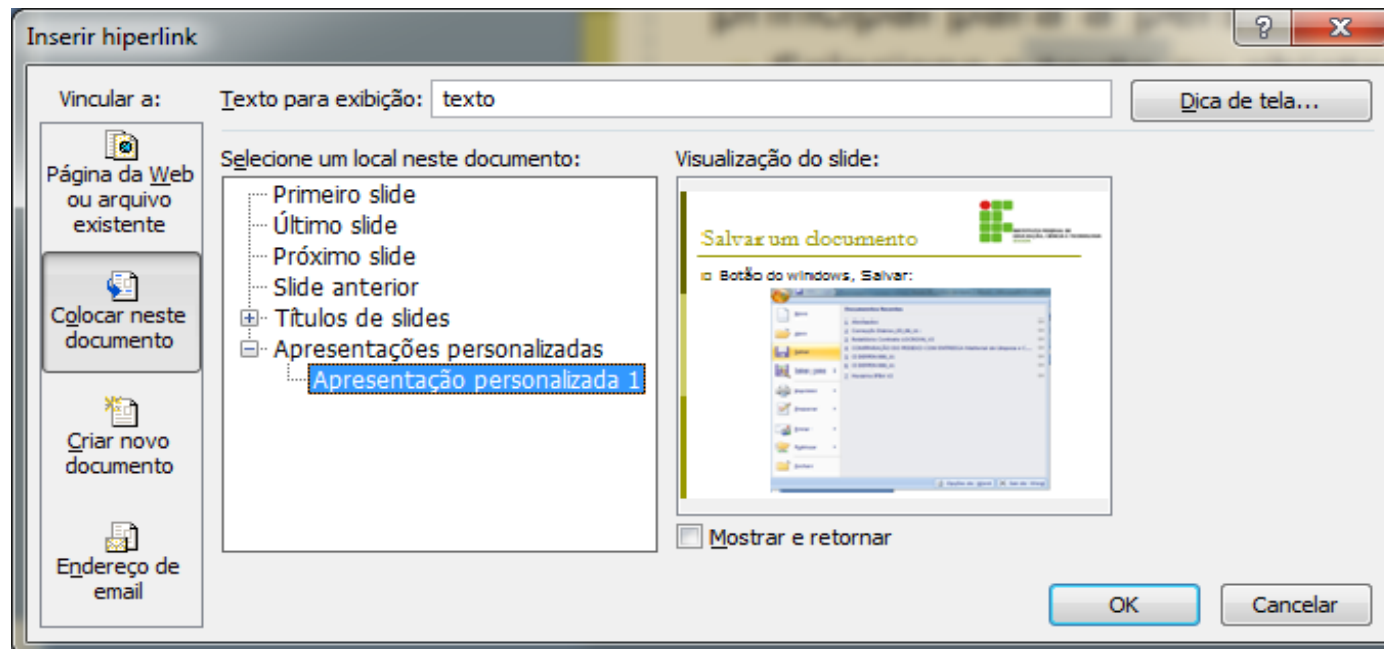 Inserir hiperlink
Vincular a:
Texto para exibição:
texto
Dica de tela...
Página da Web
ou arquivo
existente
Colocar neste
documento
Criar novo
documento
Endereço de
email
Selecione um local neste documento:
Primeiro slide
Último slide
Próximo slide
Slide anterior
Títulos de slides
Apresentações personalizadas
Apresentação personalizada 1
Visualização do slide:
Salvar um documento
Botão do windows, Salvar:
Mostrar e retornar
OK
Cancelar